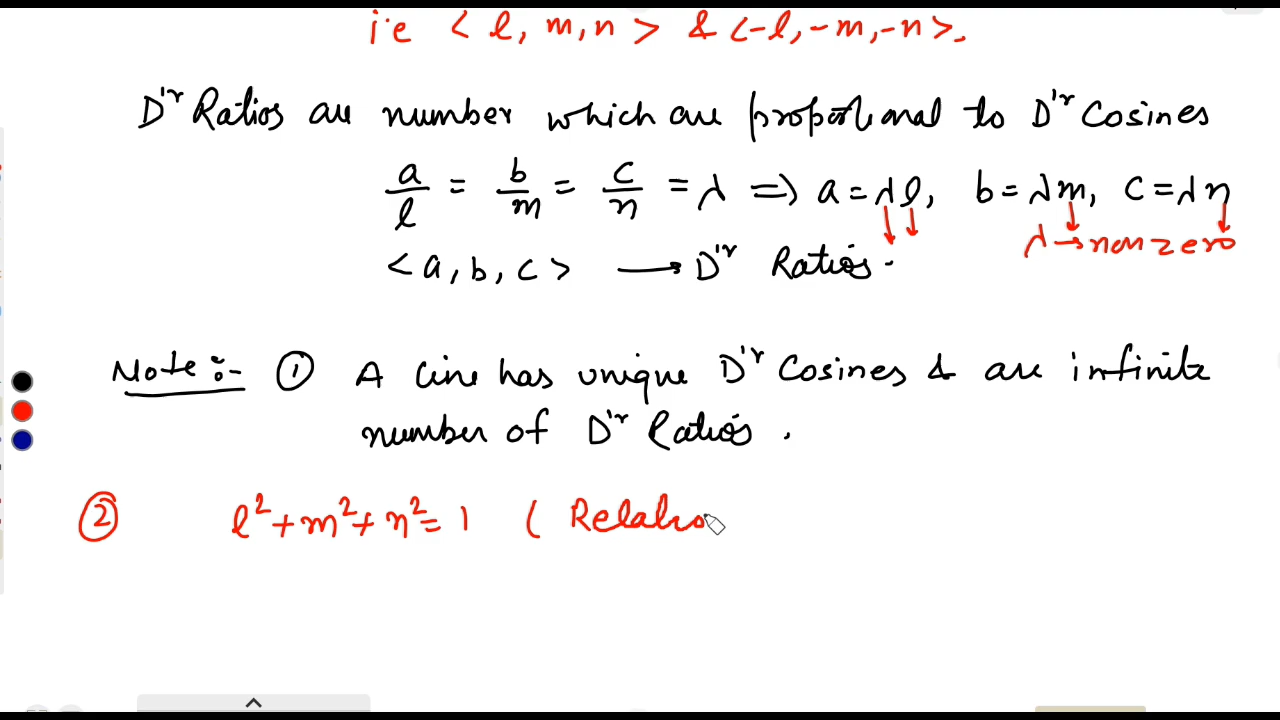 i.e < l, m, n > & <-l, -m, -n>.
D'r Ratios are number which are proportional to D'r Cosines
a/l = b/m = c/n = λ => a = λl, b = λm, c = λn
λ → non zero
< a, b, c > → D'r Ratios.
Note :- ① A line has unique D'r Cosines & are infinite
number of D'r Ratios.
② l² + m² + n² = 1 ( Relatio